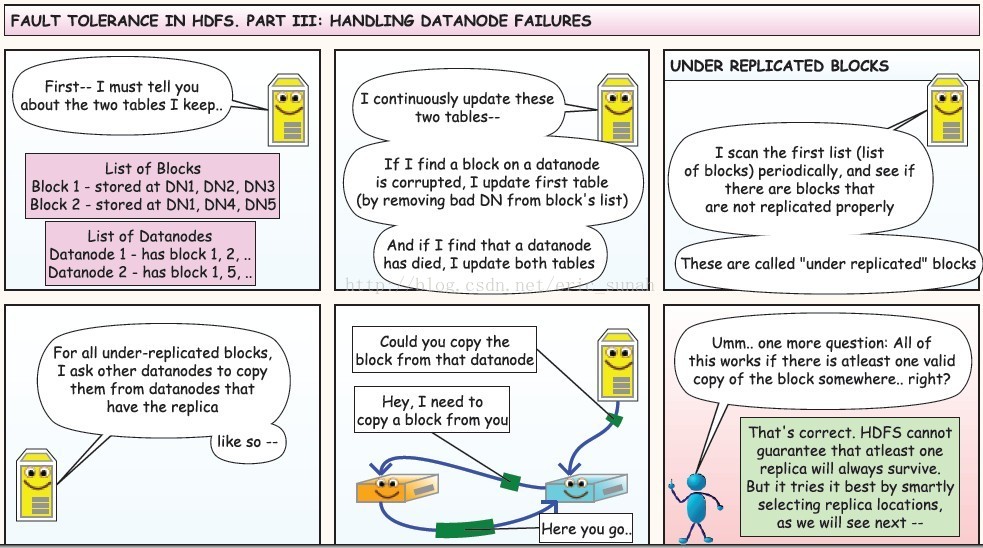 FAULT TOLERANCE IN HDFS. PART III: HANDLING DATANODE FAILURES
First-- I must tell you
about the two tables I keep..
List of Blocks
Block 1 - stored at DN1, DN2, DN3
Block 2 - stored at DN1, DN4, DN5
List of Datanodes
Datanode 1 - has block 1, 2, ..
Datanode 2 - has block 1, 5, ..
I continuously update these
two tables--
If I find a block on a datanode
is corrupted, I update first table
(by removing bad DN from block's list)
And if I find that a datanode
has died, I update both tables
UNDER REPLICATED BLOCKS
I scan the first list (list
of blocks) periodically, and see if
there are blocks that
are not replicated properly
These are called "under replicated" blocks
http://blog.csdn.net/eric_sunah
For all under-replicated blocks,
I ask other datanodes to copy
them from datanodes that
have the replica
like so --
Could you copy the
block from that datanode
Hey, I need to
copy a block from you
Here you go..
Umm.. one more question: All of
this works if there is atleast one valid
copy of the block somewhere.. right?
That's correct. HDFS cannot
guarantee that atleast one
replica will always survive.
But it tries it best by smartly
selecting replica locations,
as we will see next --